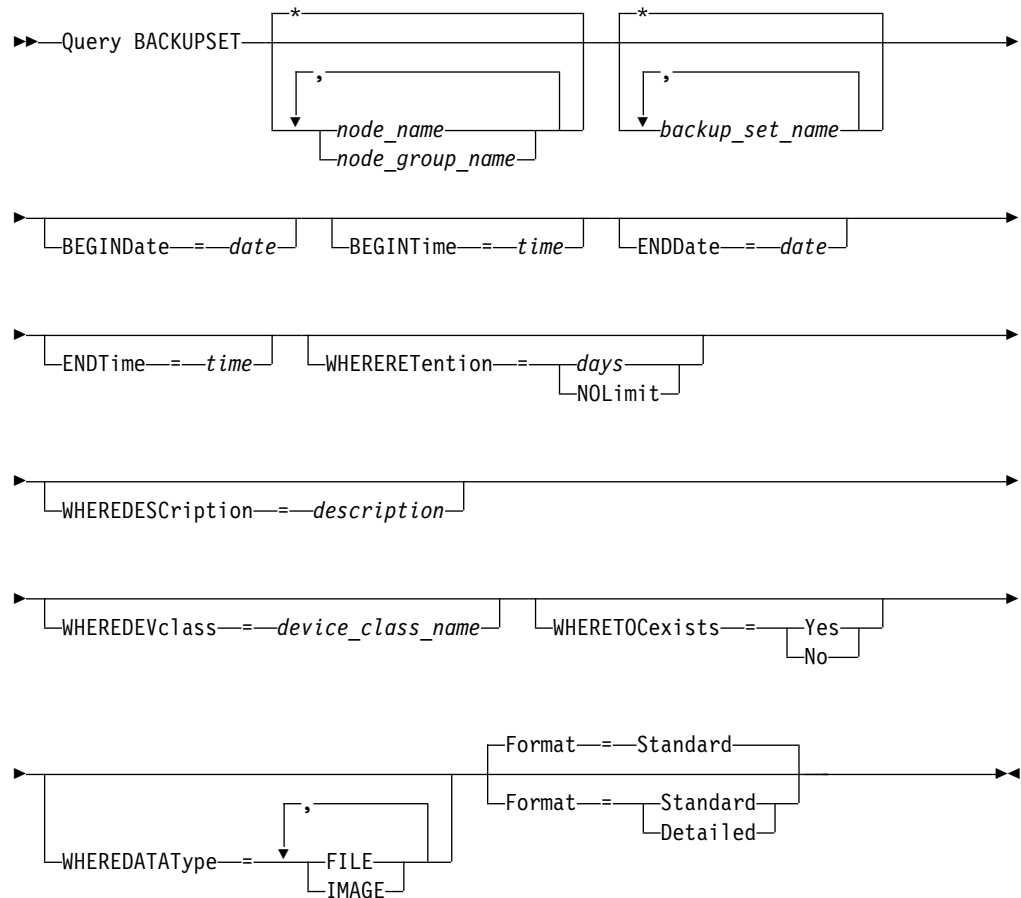 * *
Query BACKUPSET
, ,
node_name backup_set_name
node_group_name
BEGINDate = date BEGINTime = time ENDDate = date
ENDTime = time WHERERETention = days
NOLimit
WHEREDESCription = description
WHEREDEVclass = device_class_name WHERETOCexists = Yes
No
Format = Standard
, Format = Standard
Detailed
WHEREDATAType = FILE
IMAGE